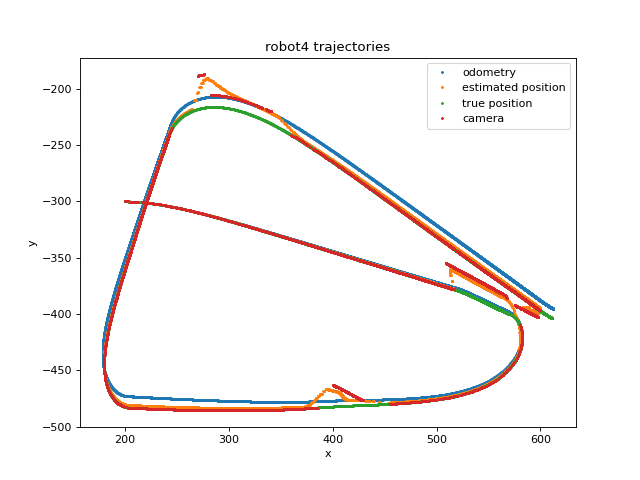 robot4 trajectories
odometry
estimated position
true position
camera
−200
−250
−300
−350
−400
−450
−500
y
200
300
400
500
600
x